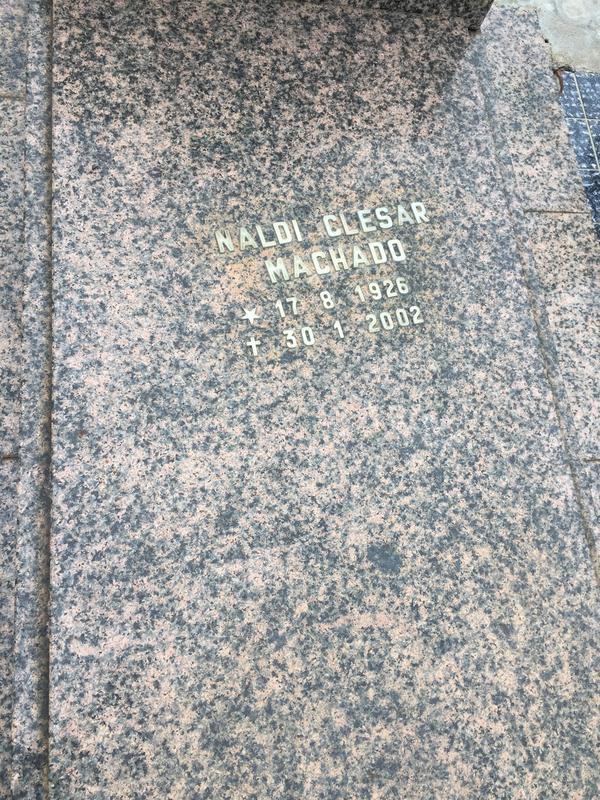 NALDI CLESAR
MACHADO
★ 17 8 1926
✝ 30 1 2002